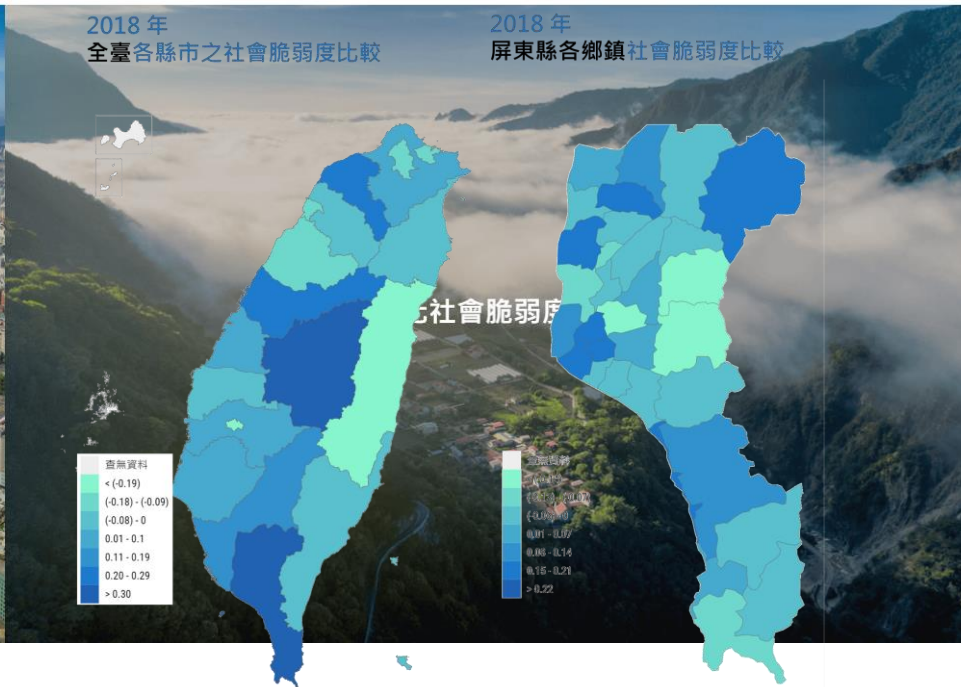 2018 年
全臺各縣市之社會脆弱度比較
2018 年
屏東縣各鄉鎮社會脆弱度比較
社會脆弱度
查無資料
< (-0.19)
(-0.18) - (-0.09)
(-0.08) - 0
0.01 - 0.1
0.11 - 0.19
0.20 - 0.29
> 0.30
查無資料
0.01 - 0.07
0.08 - 0.14
0.15 - 0.21
> 0.22